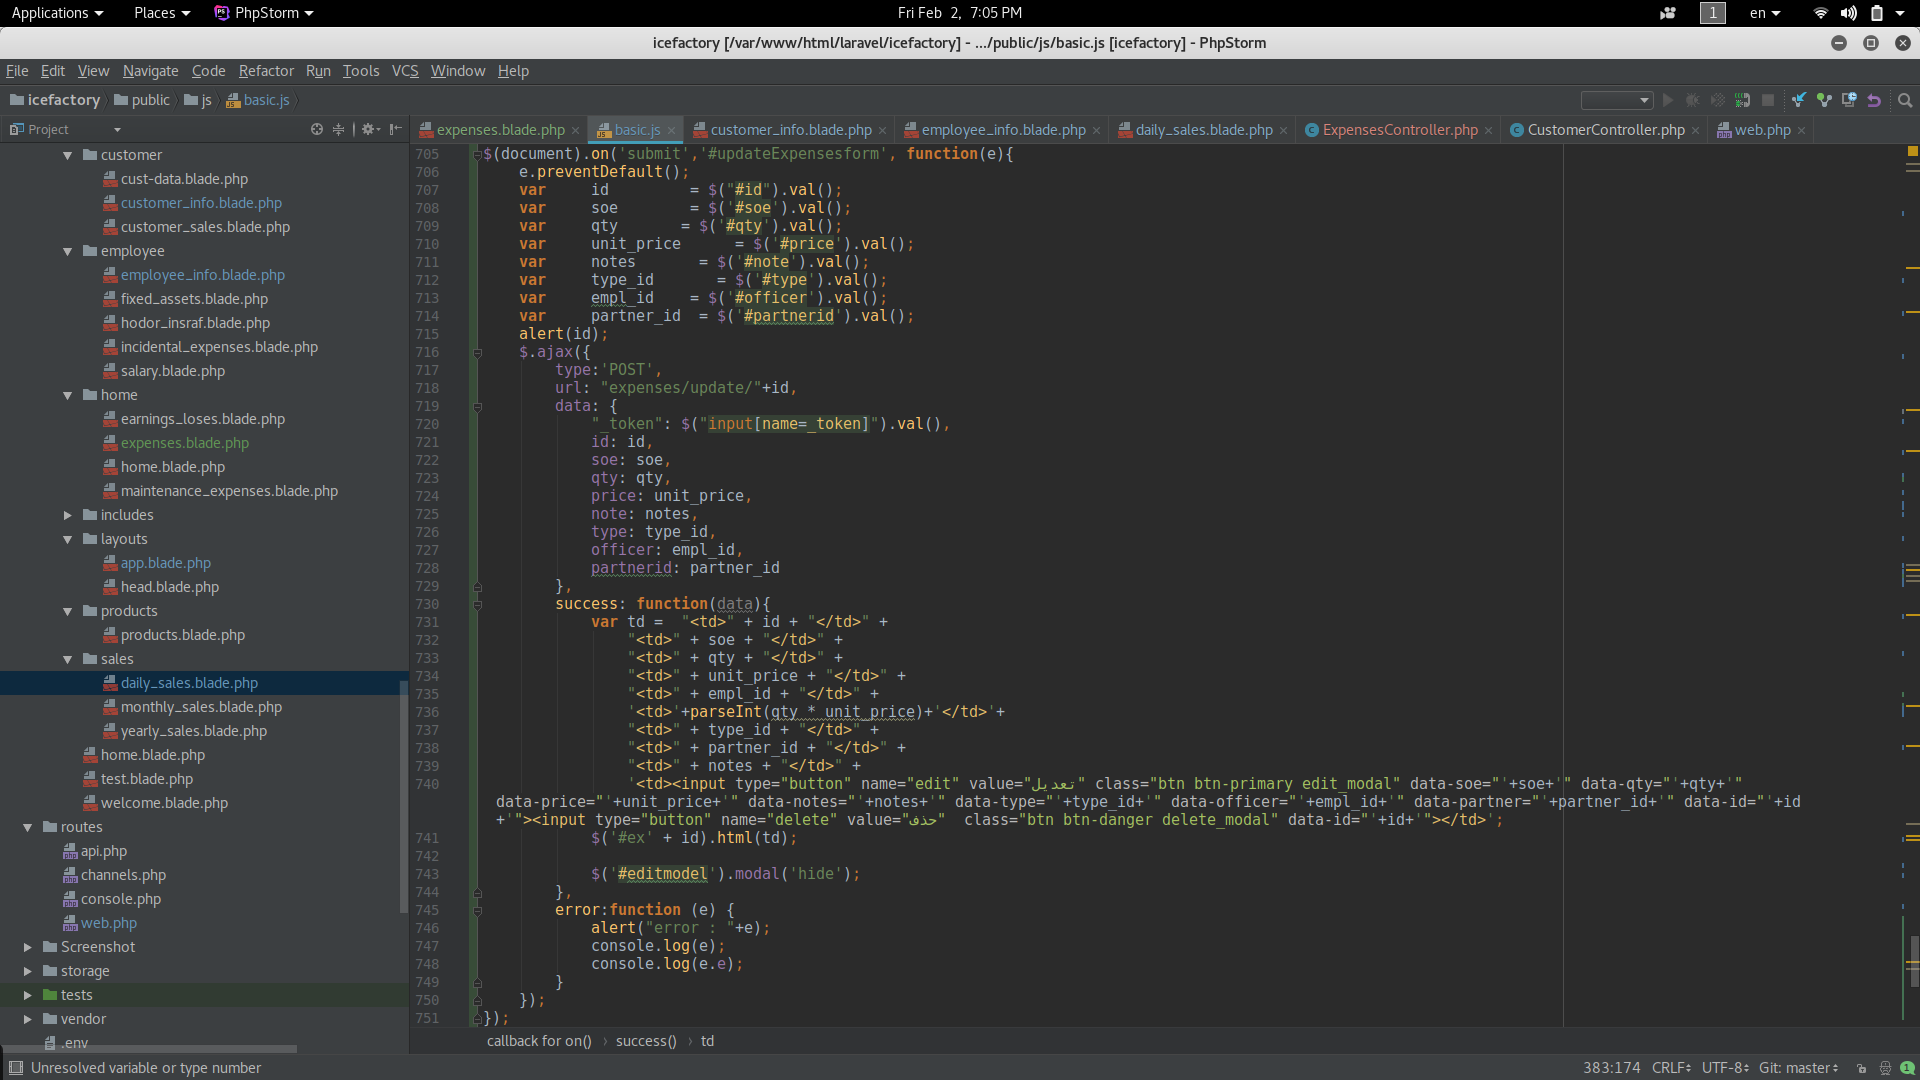 Applications Places PhpStorm Fri Feb 2, 7:05 PM 1 en
icefactory [/var/www/html/laravel/icefactory] - .../public/js/basic.js [icefactory] - PhpStorm
File Edit View Navigate Code Refactor Run Tools VCS Window Help
icefactory public js basic.js
Project
expenses.blade.php basic.js customer_info.blade.php employee_info.blade.php daily_sales.blade.php ExpensesController.php CustomerController.php web.php
customer
cust-data.blade.php
customer_info.blade.php
customer_sales.blade.php
employee
employee_info.blade.php
fixed_assets.blade.php
hodor_insraf.blade.php
incidental_expenses.blade.php
salary.blade.php
home
earnings_loses.blade.php
expenses.blade.php
home.blade.php
maintenance_expenses.blade.php
includes
layouts
app.blade.php
head.blade.php
products
products.blade.php
sales
daily_sales.blade.php
monthly_sales.blade.php
yearly_sales.blade.php
home.blade.php
test.blade.php
welcome.blade.php
routes
api.php
channels.php
console.php
web.php
Screenshot
storage
tests
vendor
.env
705 $(document).on('submit','#updateExpensesform', function(e){
706 e.preventDefault();
707 var id = $("#id").val();
708 var soe = $('#soe').val();
709 var qty = $('#qty').val();
710 var unit_price = $('#price').val();
711 var notes = $('#note').val();
712 var type_id = $('#type').val();
713 var empl_id = $('#officer').val();
714 var partner_id = $('#partnerid').val();
715 alert(id);
716 $.ajax({
717 type:'POST',
718 url: "expenses/update/"+id,
719 data: {
720 "_token": $("input[name=_token]").val(),
721 id: id,
722 soe: soe,
723 qty: qty,
724 price: unit_price,
725 note: notes,
726 type: type_id,
727 officer: empl_id,
728 partnerid: partner_id
729 },
730 success: function(data){
731 var td = "<td>" + id + "</td>" +
732 "<td>" + soe + "</td>" +
733 "<td>" + qty + "</td>" +
734 "<td>" + unit_price + "</td>" +
735 "<td>" + empl_id + "</td>" +
736 '<td>'+parseInt(qty * unit_price)+'</td>'+
737 "<td>" + type_id + "</td>" +
738 "<td>" + partner_id + "</td>" +
739 "<td>" + notes + "</td>" +
740 '<td><input type="button" name="edit" value="تعديل" class="btn btn-primary edit_modal" data-soe="'+soe+'" data-qty="'+qty+'"
data-price="'+unit_price+'" data-notes="'+notes+'" data-type="'+type_id+'" data-officer="'+empl_id+'" data-partner="'+partner_id+'" data-id="'+id
+'"><input type="button" name="delete" value="حذف" class="btn btn-danger delete_modal" data-id="'+id+'"></td>';
741 $('#ex' + id).html(td);
742
743 $('#editmodel').modal('hide');
744 },
745 error:function (e) {
746 alert("error : "+e);
747 console.log(e);
748 console.log(e.e);
749 }
750 });
751 });
callback for on() success() td
Unresolved variable or type number 383:174 CRLF UTF-8 Git: master 1